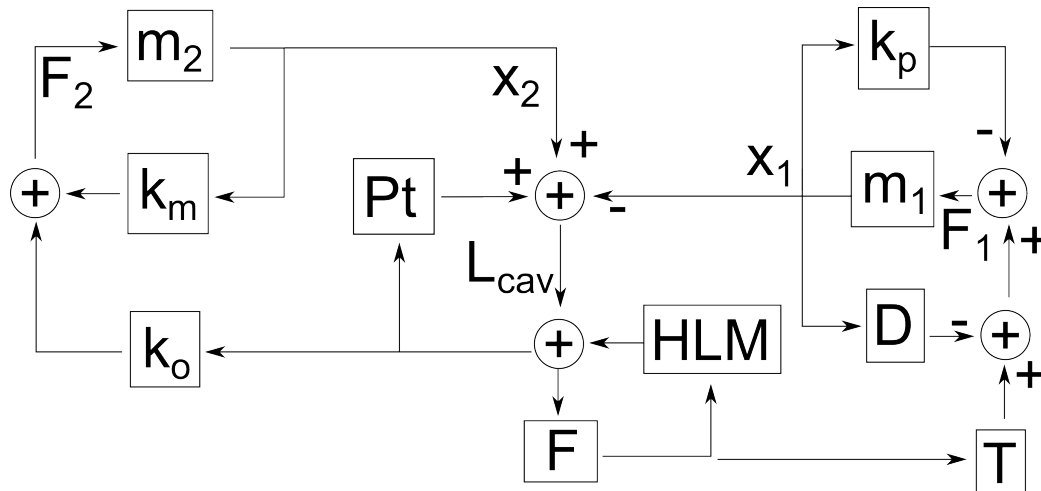 m2
kp
F2
x2
+
+
-
+
km
Pt
+
-
x1
m1
+
F1
+
Lcav
ko
+
HLM
D
-
+
+
F
T